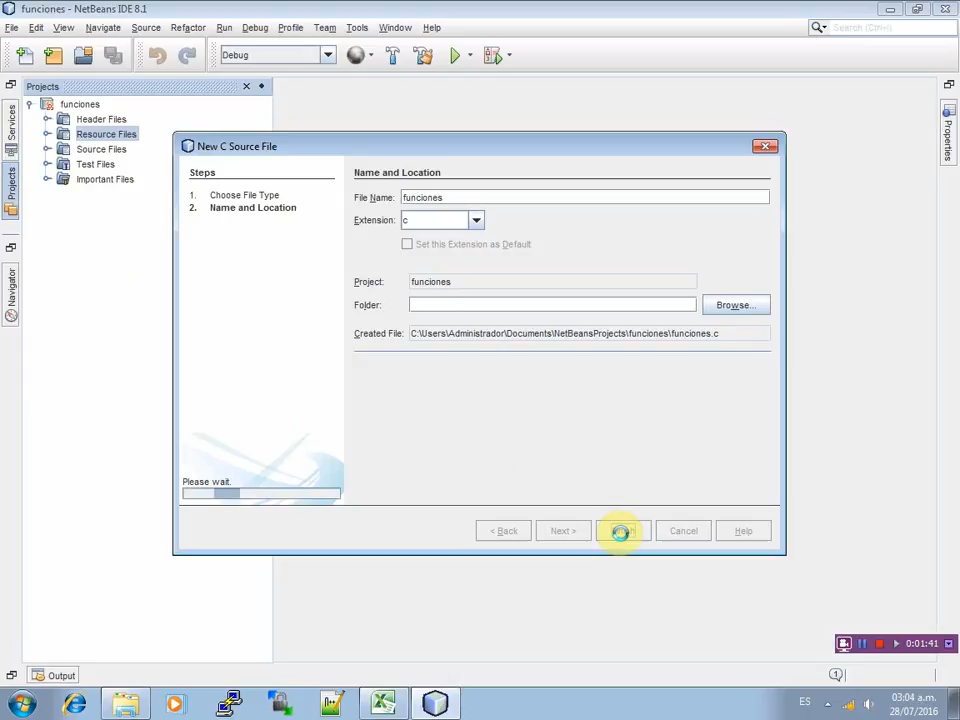 funciones - NetBeans IDE 8.1
File Edit View Navigate Source Refactor Run Debug Profile Team Tools Window Help
Search (Ctrl+I)
Debug
Projects
funciones
Header Files
Resource Files
Source Files
Test Files
Important Files
Services
Projects
Navigator
Properties
New C Source File
Steps
1. Choose File Type
2. Name and Location
Please wait.
Name and Location
File Name: funciones
Extension: c
Set this Extension as Default
Project: funciones
Folder:
Browse...
Created File: C:\Users\Administrador\Documents\NetBeansProjects\funciones\funciones.c
< Back Next > Cancel Help
0:01:41
Output
1
ES
03:04 a.m.
28/07/2016